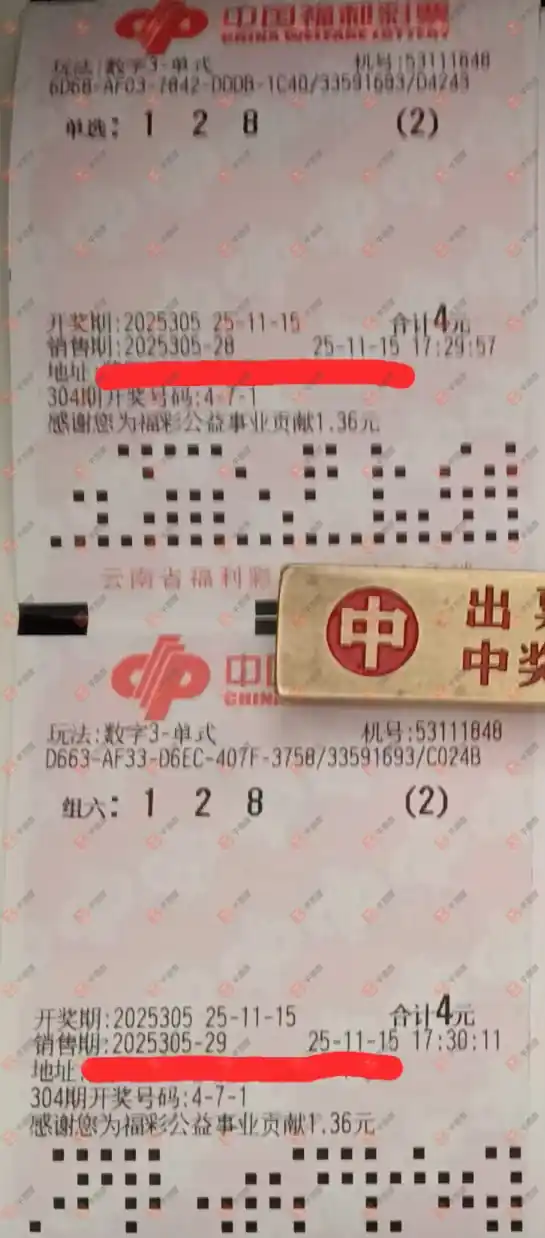 中国福利彩票
CHINA WELFARE LOTTERY
玩法:数字3-单式 机号:53111848
6D68-AF03-7842-DDDB-1C40/33591693/D4243
单选: 1 2 8 (2)
开奖期:2025305 25-11-15 合计4元
销售期:2025305-28 25-11-15 17:29:57
地址
304期开奖号码:4-7-1
感谢您为福彩公益事业贡献1.36元
云南省福利彩
中 出
中奖
中国
CHINA
玩法:数字3-单式 机号:53111848
D663-AF33-D6EC-407F-3758/33591693/C024B
组六: 1 2 8 (2)
开奖期:2025305 25-11-15 合计4元
销售期:2025305-29 25-11-15 17:30:11
地址:
304期开奖号码:4-7-1
感谢您为福彩公益事业贡献1.36元